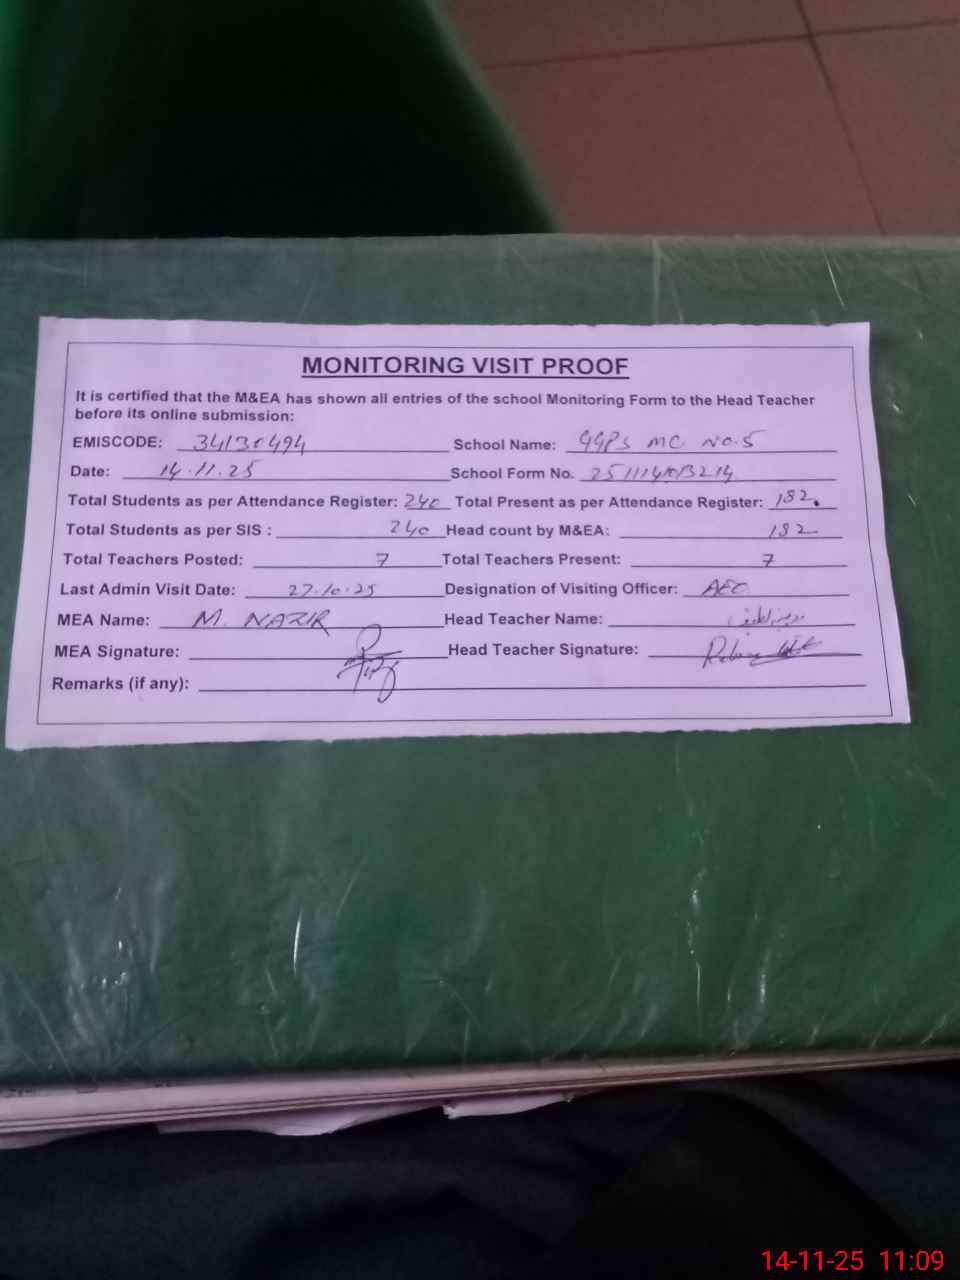 MONITORING VISIT PROOF
It is certified that the M&EA has shown all entries of the school Monitoring Form to the Head Teacher
before its online submission:
EMISCODE: 34130494 School Name: GGPS MC NO.5
Date: 14.11.25 School Form No.
Total Students as per Attendance Register: 240 Total Present as per Attendance Register: 182.
Total Students as per SIS : 240 Head count by M&EA: 182
Total Teachers Posted: 7 Total Teachers Present: 7
Last Admin Visit Date: 27.10.25 Designation of Visiting Officer: AEO
MEA Name: M. NAZIR Head Teacher Name:
MEA Signature: Head Teacher Signature:
Remarks (if any):
14-11-25 11:09